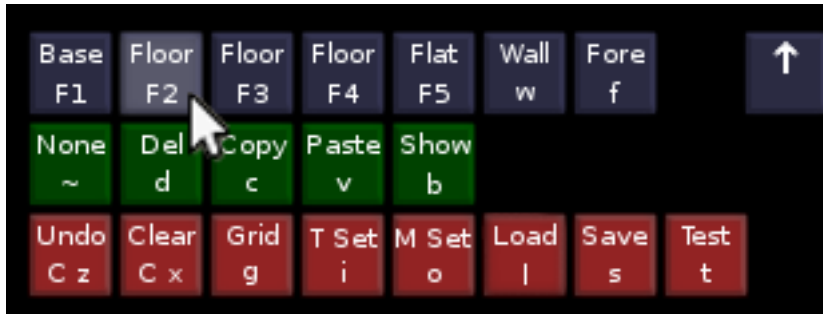 Base Floor Floor Floor Flat Wall Fore ↑
F1 F2 F3 F4 F5 w f
None Del Copy Paste Show
~ d c v b
Undo Clear Grid T Set M Set Load Save Test
C z C x g i o l s t